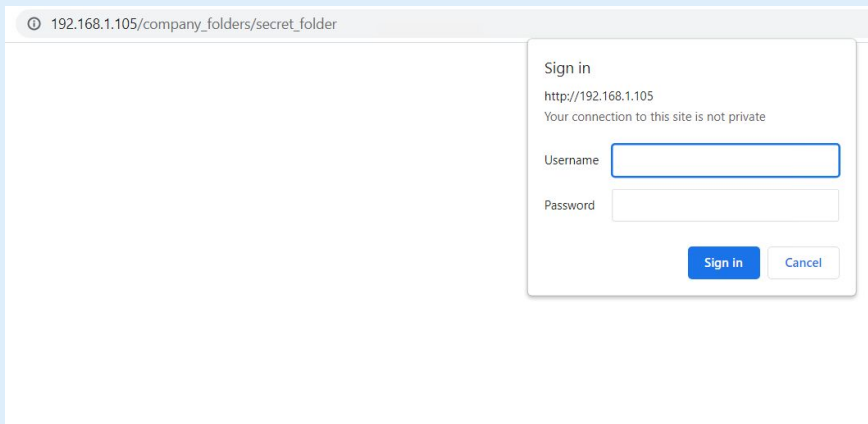 192.168.1.105/company_folders/secret_folder
Sign in
http://192.168.1.105
Your connection to this site is not private
Username
Password
Sign in
Cancel